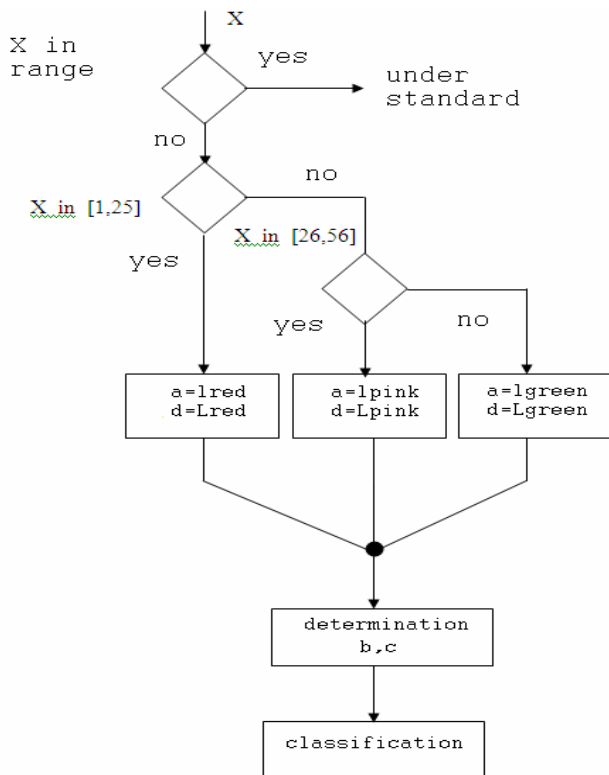 X
X in
range
yes
under
standard
no
no
X in [1,25]
X in [26,56]
yes
yes
no
a=lred
d=Lred
a=lpink
d=Lpink
a=lgreen
d=Lgreen
determination
b,c
classification